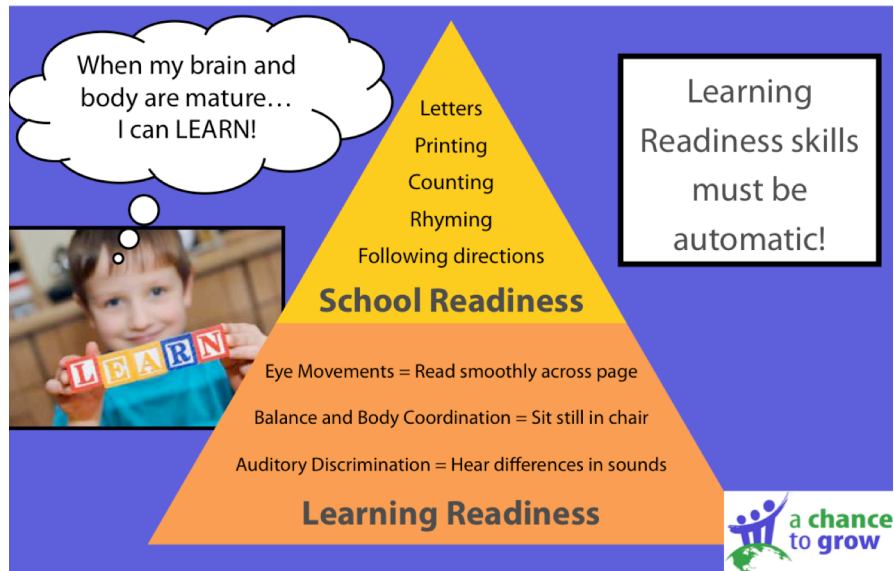 When my brain and
body are mature...
I can LEARN!
LEARN
Letters
Printing
Counting
Rhyming
Following directions
School Readiness
Eye Movements = Read smoothly across page
Balance and Body Coordination = Sit still in chair
Auditory Discrimination = Hear differences in sounds
Learning Readiness
Learning
Readiness skills
must be
automatic!
a chance
to grow